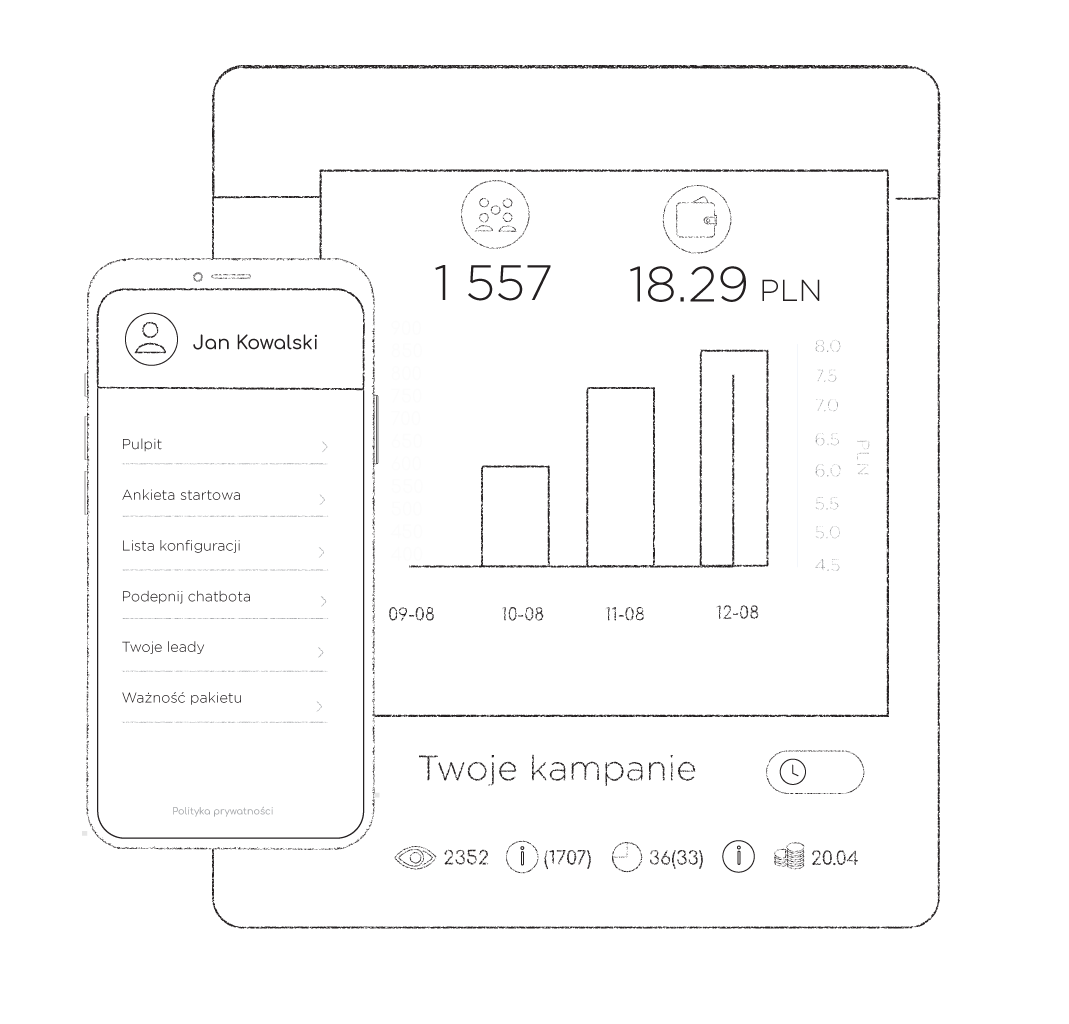 Jan Kowalski
Pulpit
Ankieta startowa
Lista konfiguracji
Podepnij chatbota
Twoje leady
Ważność pakietu
Polityka prywatności
1 557
18.29 PLN
8.0
7.5
7.0
6.5
6.0
5.5
5.0
4.5
PLN
09-08 10-08 11-08 12-08
Twoje kampanie
2352 (1707) 36(33) 20.04